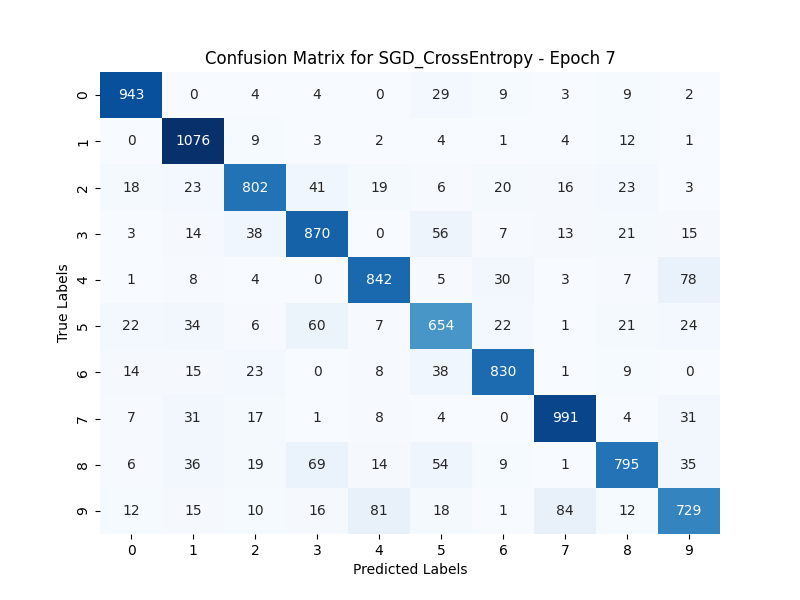 Confusion Matrix for SGD_CrossEntropy - Epoch 7
0 943 0 4 4 0 29 9 3 9 2
1 0 1076 9 3 2 4 1 4 12 1
2 18 23 802 41 19 6 20 16 23 3
3 3 14 38 870 0 56 7 13 21 15
4 1 8 4 0 842 5 30 3 7 78
5 22 34 6 60 7 654 22 1 21 24
6 14 15 23 0 8 38 830 1 9 0
7 7 31 17 1 8 4 0 991 4 31
8 6 36 19 69 14 54 9 1 795 35
9 12 15 10 16 81 18 1 84 12 729
0 1 2 3 4 5 6 7 8 9
Predicted Labels
True Labels